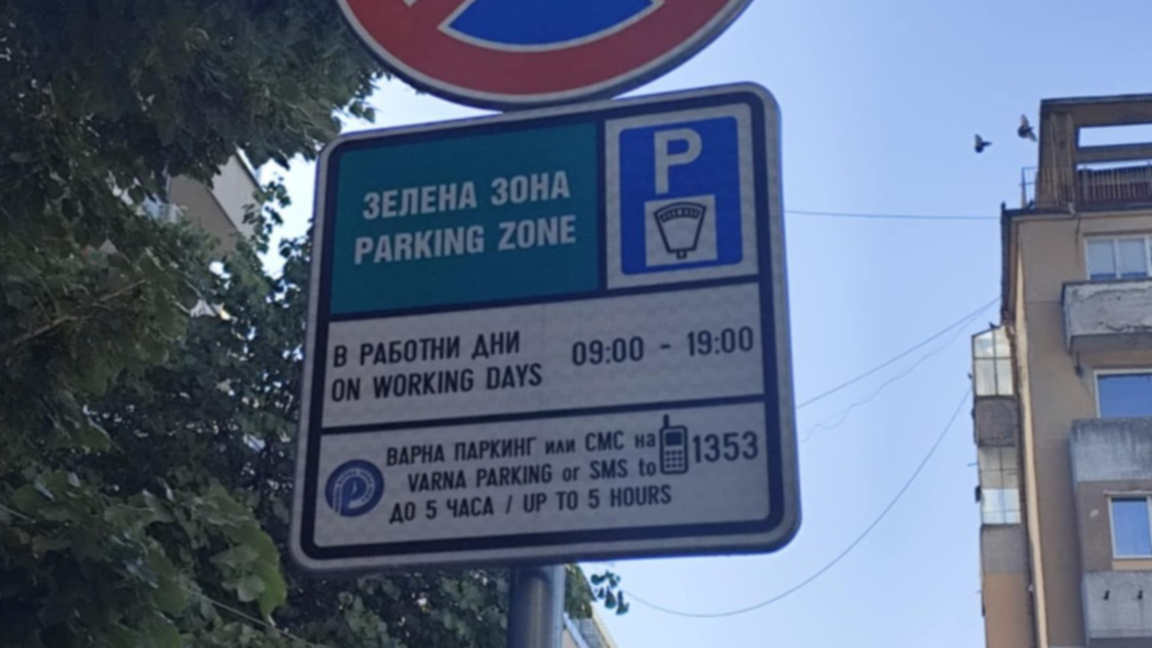 ЗЕЛЕНА ЗОНА
PARKING ZONE
P
В РАБОТНИ ДНИ
ON WORKING DAYS
09:00 - 19:00
ВАРНА ПАРКИНГ или СМС на 1353
VARNA PARKING or SMS to
ДО 5 ЧАСА / UP TO 5 HOURS